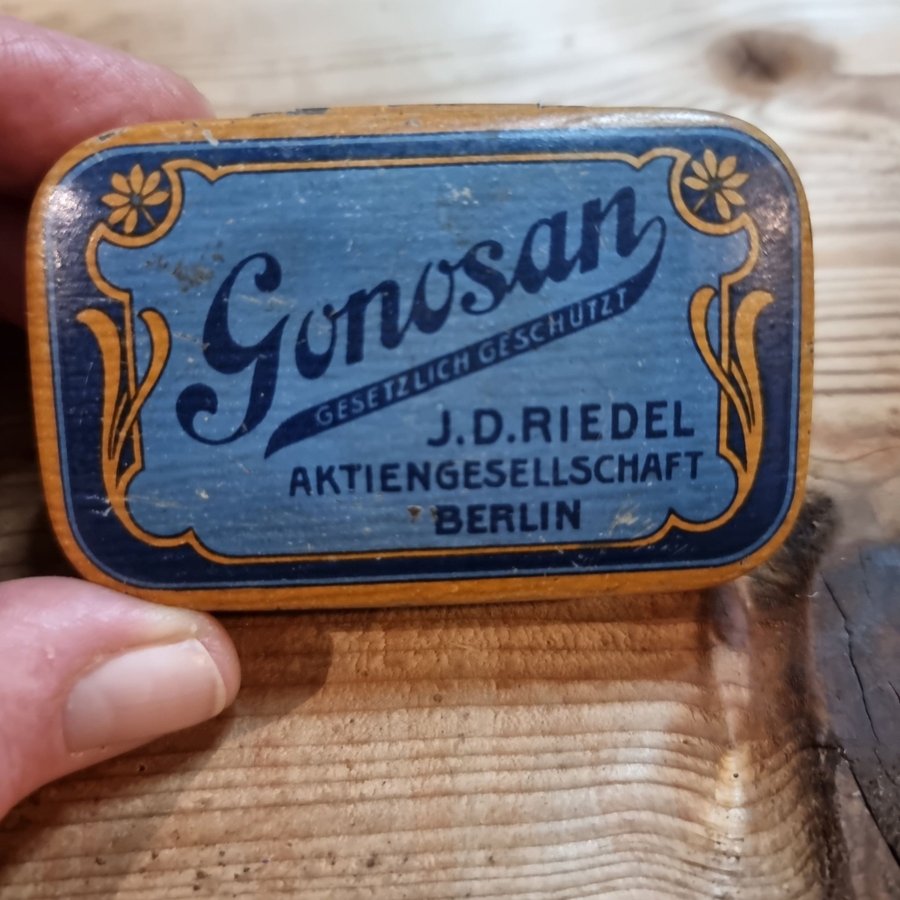 Gonosan
GESETZLICH GESCHÜTZT
J.D.RIEDEL
AKTIENGESELLSCHAFT
BERLIN